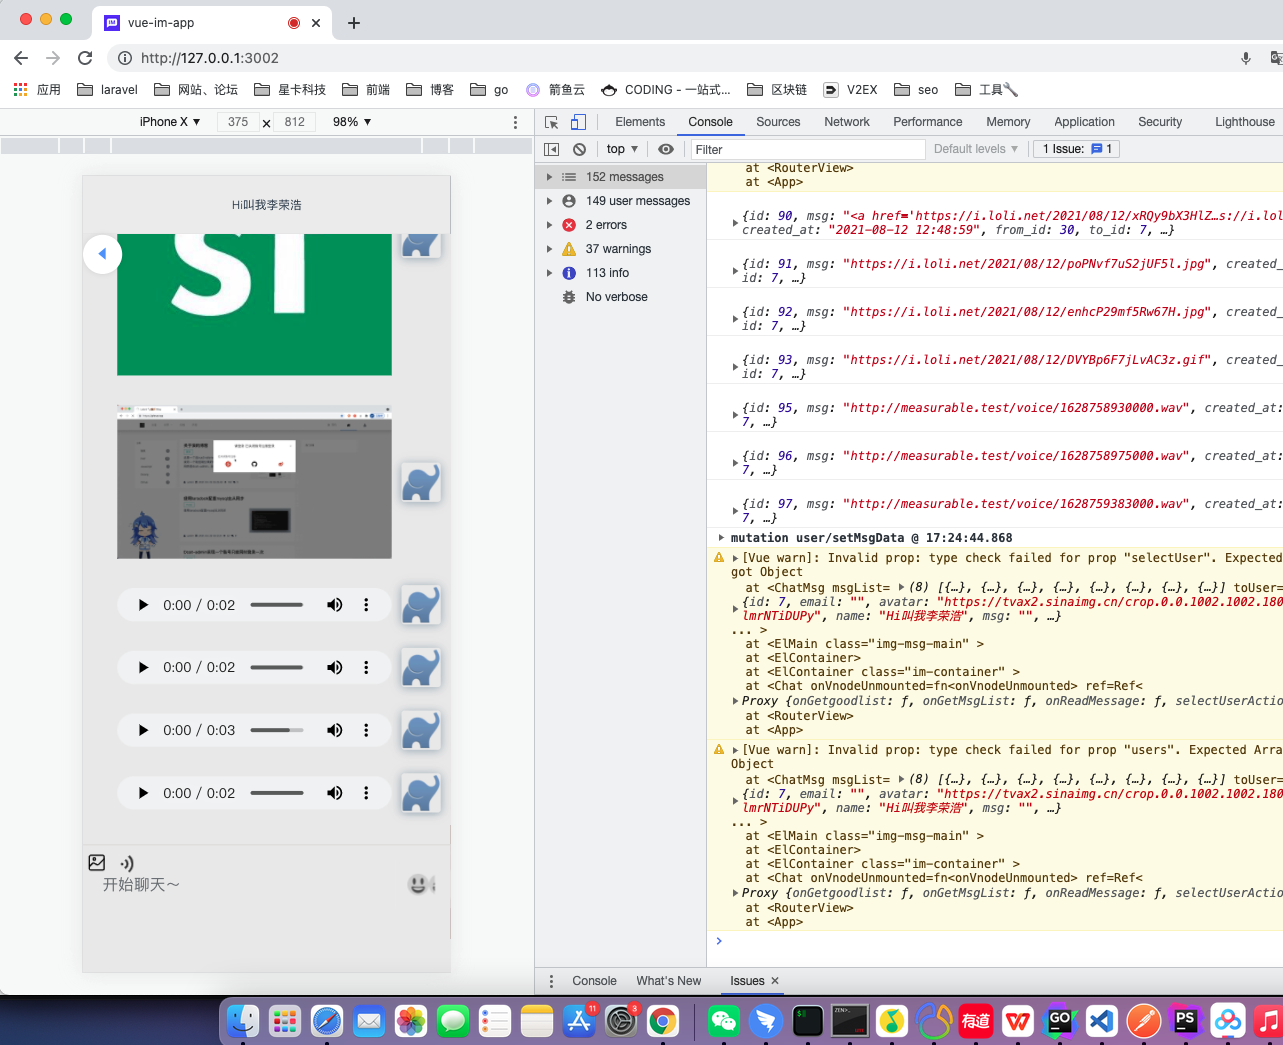 vue-im-app
http://127.0.0.1:3002
应用
laravel
网站、论坛
星卡科技
前端
博客
go
箭鱼云
CODING - 一站式...
区块链
V2EX
seo
工具
iPhone X ▼ 375 × 812 98% ▼
Elements Console Sources Network Performance Memory Application Security Lighthouse
top ▼ Filter Default levels ▼ 1 Issue: 1
152 messages
149 user messages
2 errors
37 warnings
113 info
No verbose
Hi叫我李荣浩
SF
0:00 / 0:02
0:00 / 0:02
0:00 / 0:03
0:00 / 0:02
开始聊天～
at <RouterView>
at <App>
{id: 90, msg: "<a href='https://i.loli.net/2021/08/12/xRQy9bX3HlZ…s://i.lo
created_at: "2021-08-12 12:48:59", from_id: 30, to_id: 7, …}
{id: 91, msg: "https://i.loli.net/2021/08/12/poPNvf7uS2jUF5l.jpg", created_
id: 7, …}
{id: 92, msg: "https://i.loli.net/2021/08/12/enhcP29mf5Rw67H.jpg", created_
id: 7, …}
{id: 93, msg: "https://i.loli.net/2021/08/12/DVYBp6F7jLvAC3z.gif", created_
id: 7, …}
{id: 95, msg: "http://measurable.test/voice/1628758930000.wav", created_at:
7, …}
{id: 96, msg: "http://measurable.test/voice/1628758975000.wav", created_at:
7, …}
{id: 97, msg: "http://measurable.test/voice/1628759383000.wav", created_at:
7, …}
mutation user/setMsgData @ 17:24:44.868
[Vue warn]: Invalid prop: type check failed for prop "selectUser". Expected
got Object
at <ChatMsg msgList= (8) [{…}, {…}, {…}, {…}, {…}, {…}, {…}, {…}] toUser=
{id: 7, email: "", avatar: "https://tvax2.sinaimg.cn/crop.0.0.1002.1002.180
lmrNTiDUPy", name: "Hi叫我李荣浩", msg: "", …}
... >
at <ElMain class="img-msg-main" >
at <ElContainer>
at <ElContainer class="im-container" >
at <Chat onVnodeUnmounted=fn<onVnodeUnmounted> ref=Ref<
Proxy {onGetgoodlist: ƒ, onGetMsgList: ƒ, onReadMessage: ƒ, selectUserActio
at <RouterView>
at <App>
[Vue warn]: Invalid prop: type check failed for prop "users". Expected Arra
Object
at <ChatMsg msgList= (8) [{…}, {…}, {…}, {…}, {…}, {…}, {…}, {…}] toUser=
{id: 7, email: "", avatar: "https://tvax2.sinaimg.cn/crop.0.0.1002.1002.180
lmrNTiDUPy", name: "Hi叫我李荣浩", msg: "", …}
... >
at <ElMain class="img-msg-main" >
at <ElContainer>
at <ElContainer class="im-container" >
at <Chat onVnodeUnmounted=fn<onVnodeUnmounted> ref=Ref<
Proxy {onGetgoodlist: ƒ, onGetMsgList: ƒ, onReadMessage: ƒ, selectUserActio
at <RouterView>
at <App>
Console What's New Issues
11
3
有道
GO
PS